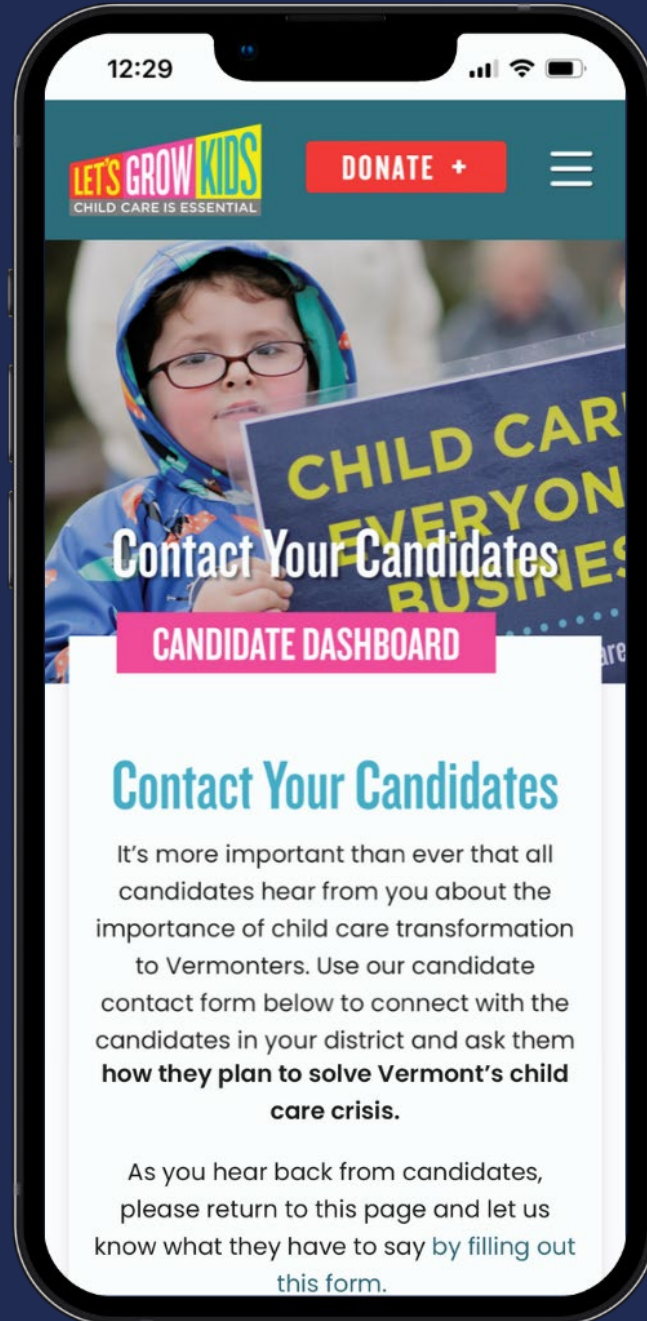 12:29
LET'S GROW KIDS
CHILD CARE IS ESSENTIAL
DONATE +
CHILD CAR
EVERYON
BUSINES
Contact Your Candidates
CANDIDATE DASHBOARD
Contact Your Candidates
It's more important than ever that all
candidates hear from you about the
importance of child care transformation
to Vermonters. Use our candidate
contact form below to connect with the
candidates in your district and ask them
how they plan to solve Vermont's child
care crisis.
As you hear back from candidates,
please return to this page and let us
know what they have to say by filling out
this form.